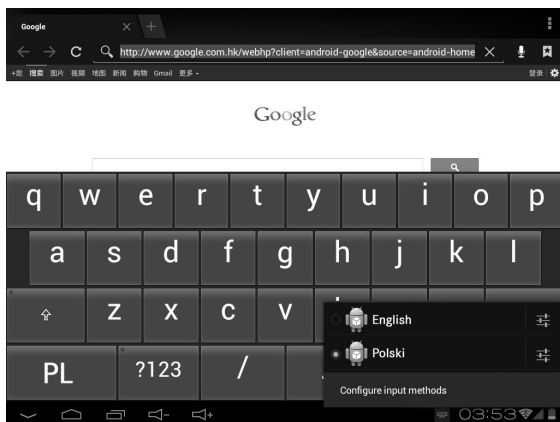 Google
http://www.google.com.hk/webhp?client=android-google&source=android-home
+您 搜索 图片 视频 地图 新闻 购物 Gmail 更多
登录
Google
q w e r t y u i o p
a s d f g h j k l
z x c v
English
PL ?123 /
Polski
Configure input methods
03:53